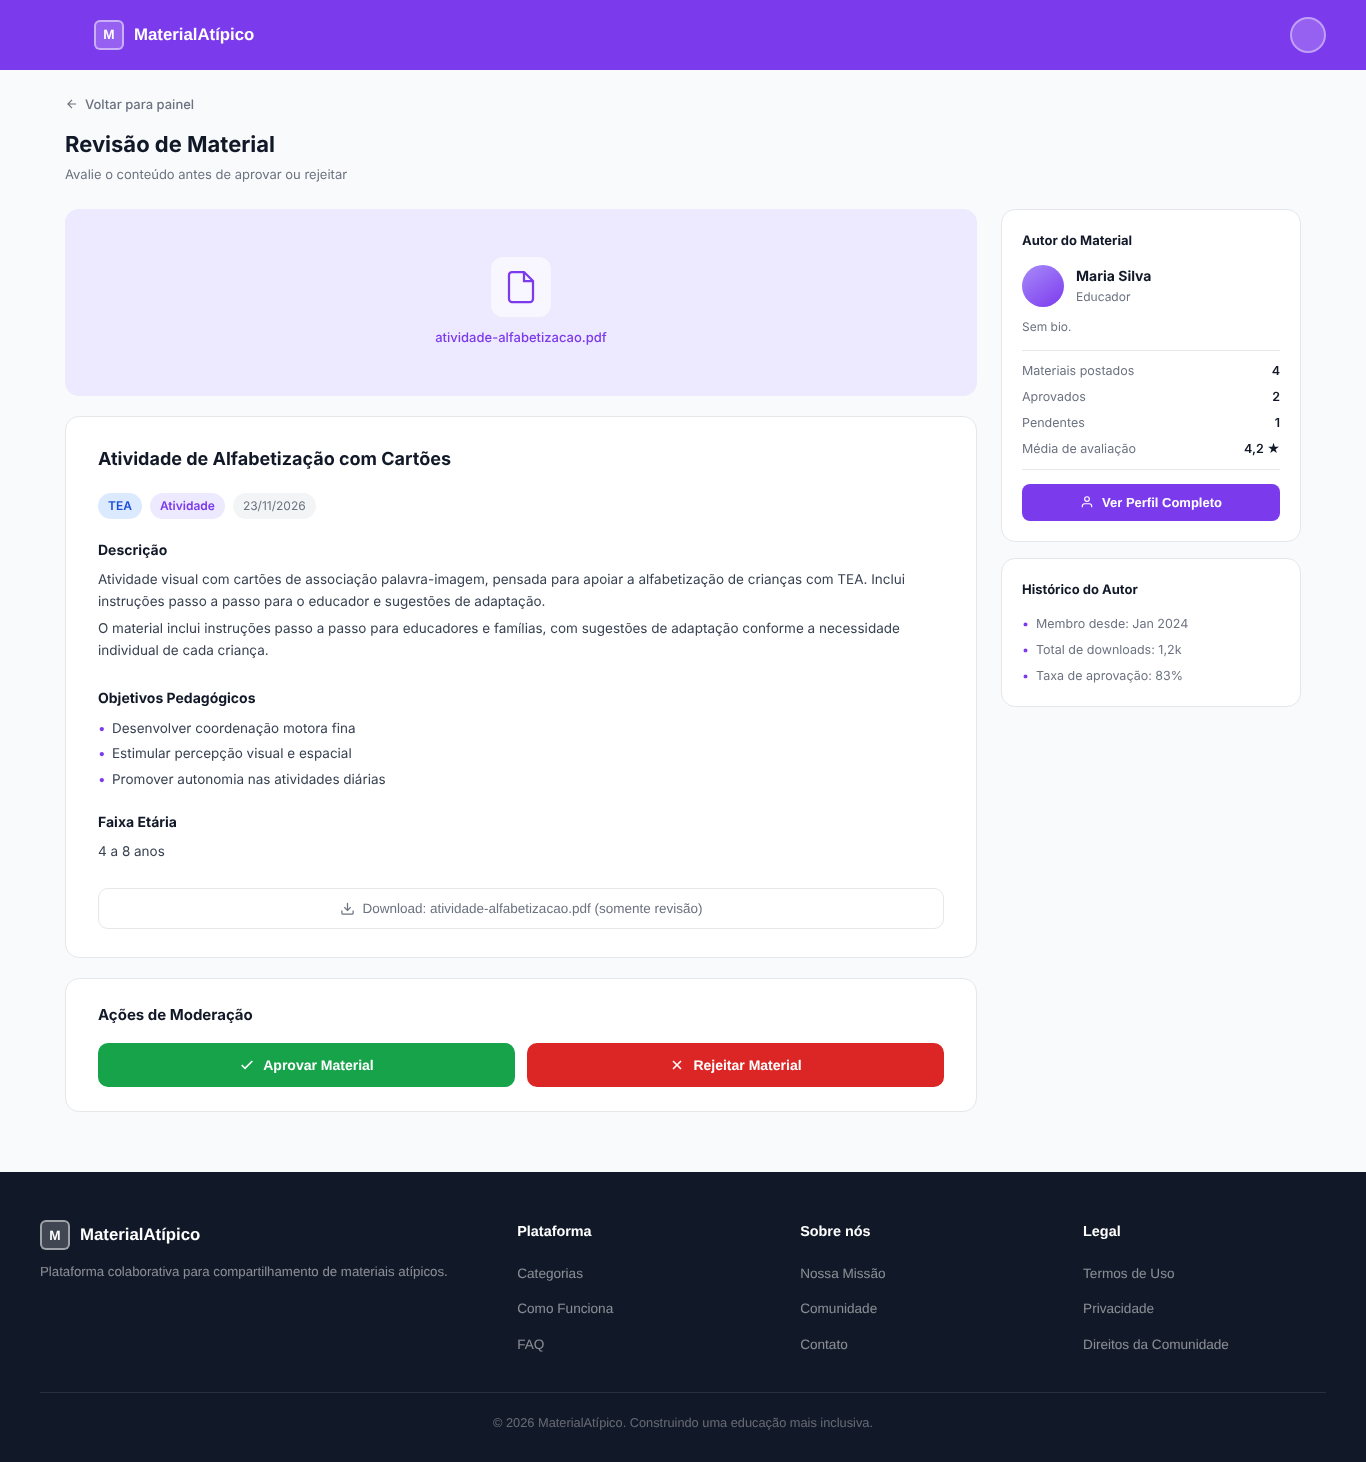 M MaterialAtípico
← Voltar para painel
Revisão de Material
Avalie o conteúdo antes de aprovar ou rejeitar
atividade-alfabetizacao.pdf
Atividade de Alfabetização com Cartões
TEA Atividade 23/11/2026
Descrição
Atividade visual com cartões de associação palavra-imagem, pensada para apoiar a alfabetização de crianças com TEA. Inclui
instruções passo a passo para o educador e sugestões de adaptação.
O material inclui instruções passo a passo para educadores e famílias, com sugestões de adaptação conforme a necessidade
individual de cada criança.
Objetivos Pedagógicos
• Desenvolver coordenação motora fina
• Estimular percepção visual e espacial
• Promover autonomia nas atividades diárias
Faixa Etária
4 a 8 anos
Download: atividade-alfabetizacao.pdf (somente revisão)
Ações de Moderação
Aprovar Material
Rejeitar Material
Autor do Material
Maria Silva
Educador
Sem bio.
Materiais postados 4
Aprovados 2
Pendentes 1
Média de avaliação 4,2 ★
Ver Perfil Completo
Histórico do Autor
• Membro desde: Jan 2024
• Total de downloads: 1,2k
• Taxa de aprovação: 83%
M MaterialAtípico
Plataforma colaborativa para compartilhamento de materiais atípicos.
Plataforma
Categorias
Como Funciona
FAQ
Sobre nós
Nossa Missão
Comunidade
Contato
Legal
Termos de Uso
Privacidade
Direitos da Comunidade
© 2026 MaterialAtípico. Construindo uma educação mais inclusiva.